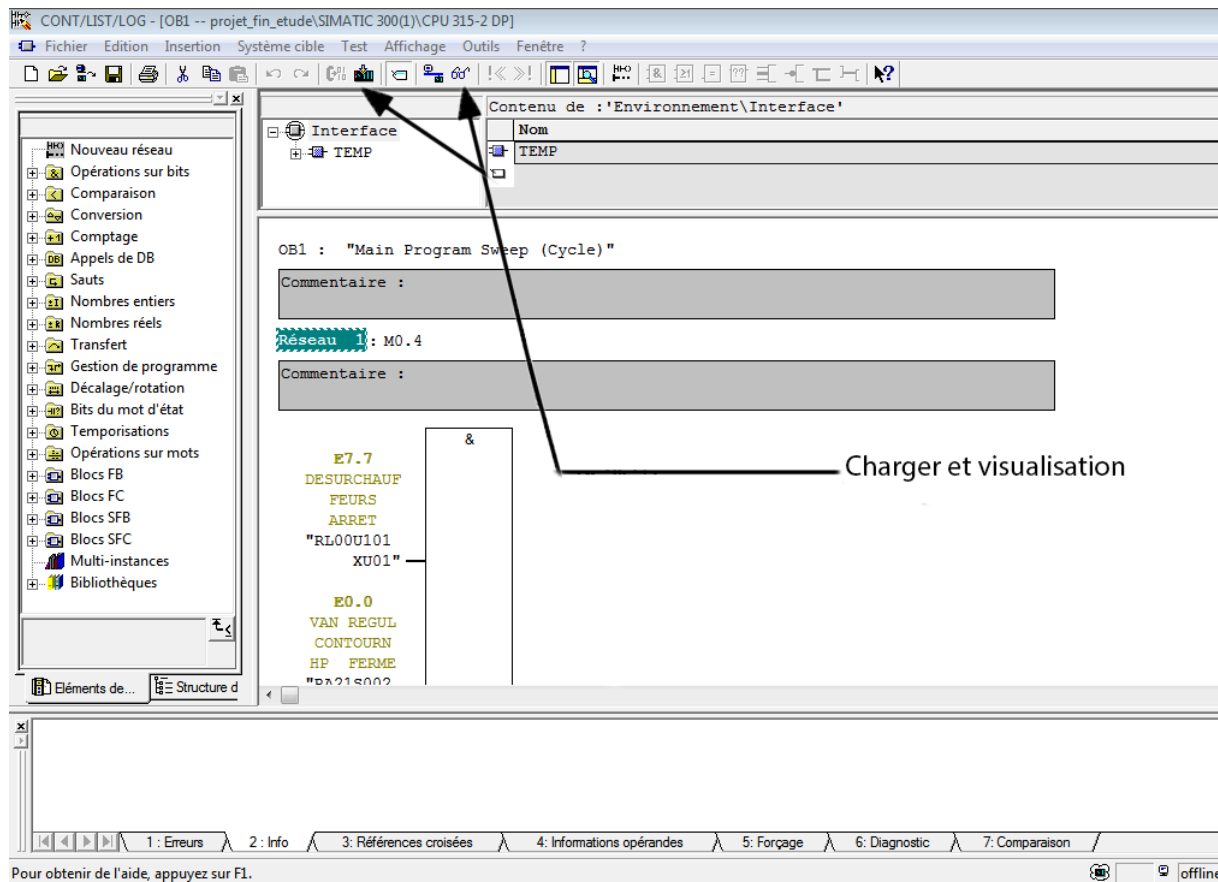 CONT/LIST/LOG - [OB1 -- projet_fin_etude\SIMATIC 300(1)\CPU 315-2 DP]
Fichier Edition Insertion Système cible Test Affichage Outils Fenêtre ?
Contenu de :'Environnement\Interface'
Interface
TEMP
Nom
TEMP
Nouveau réseau
Opérations sur bits
Comparaison
Conversion
Comptage
Appels de DB
Sauts
Nombres entiers
Nombres réels
Transfert
Gestion de programme
Décalage/rotation
Bits du mot d'état
Temporisations
Opérations sur mots
Blocs FB
Blocs FC
Blocs SFB
Blocs SFC
Multi-instances
Bibliothèques
Eléments de...
Structure d
OB1 : "Main Program Sweep (Cycle)"
Commentaire :
Réseau 1: M0.4
Commentaire :
&
E7.7
DESURCHAUF
FEURS
ARRET
"RL00U101
XU01"
E0.0
VAN REGUL
CONTOURN
HP FERME
"RA21S002
Charger et visualisation
1 : Erreurs
2 : Info
3: Références croisées
4: Informations opérandes
5: Forçage
6: Diagnostic
7: Comparaison
Pour obtenir de l'aide, appuyez sur F1.
offline